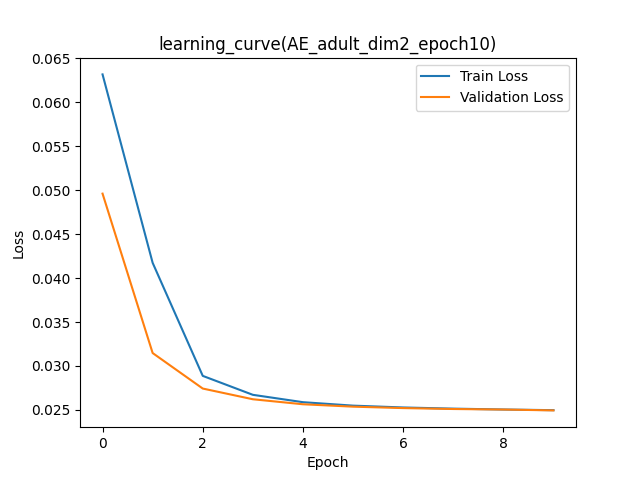 learning_curve(AE_adult_dim2_epoch10)
Train Loss
Validation Loss
0.065
0.060
0.055
0.050
0.045
0.040
0.035
0.030
0.025
Loss
0 2 4 6 8
Epoch